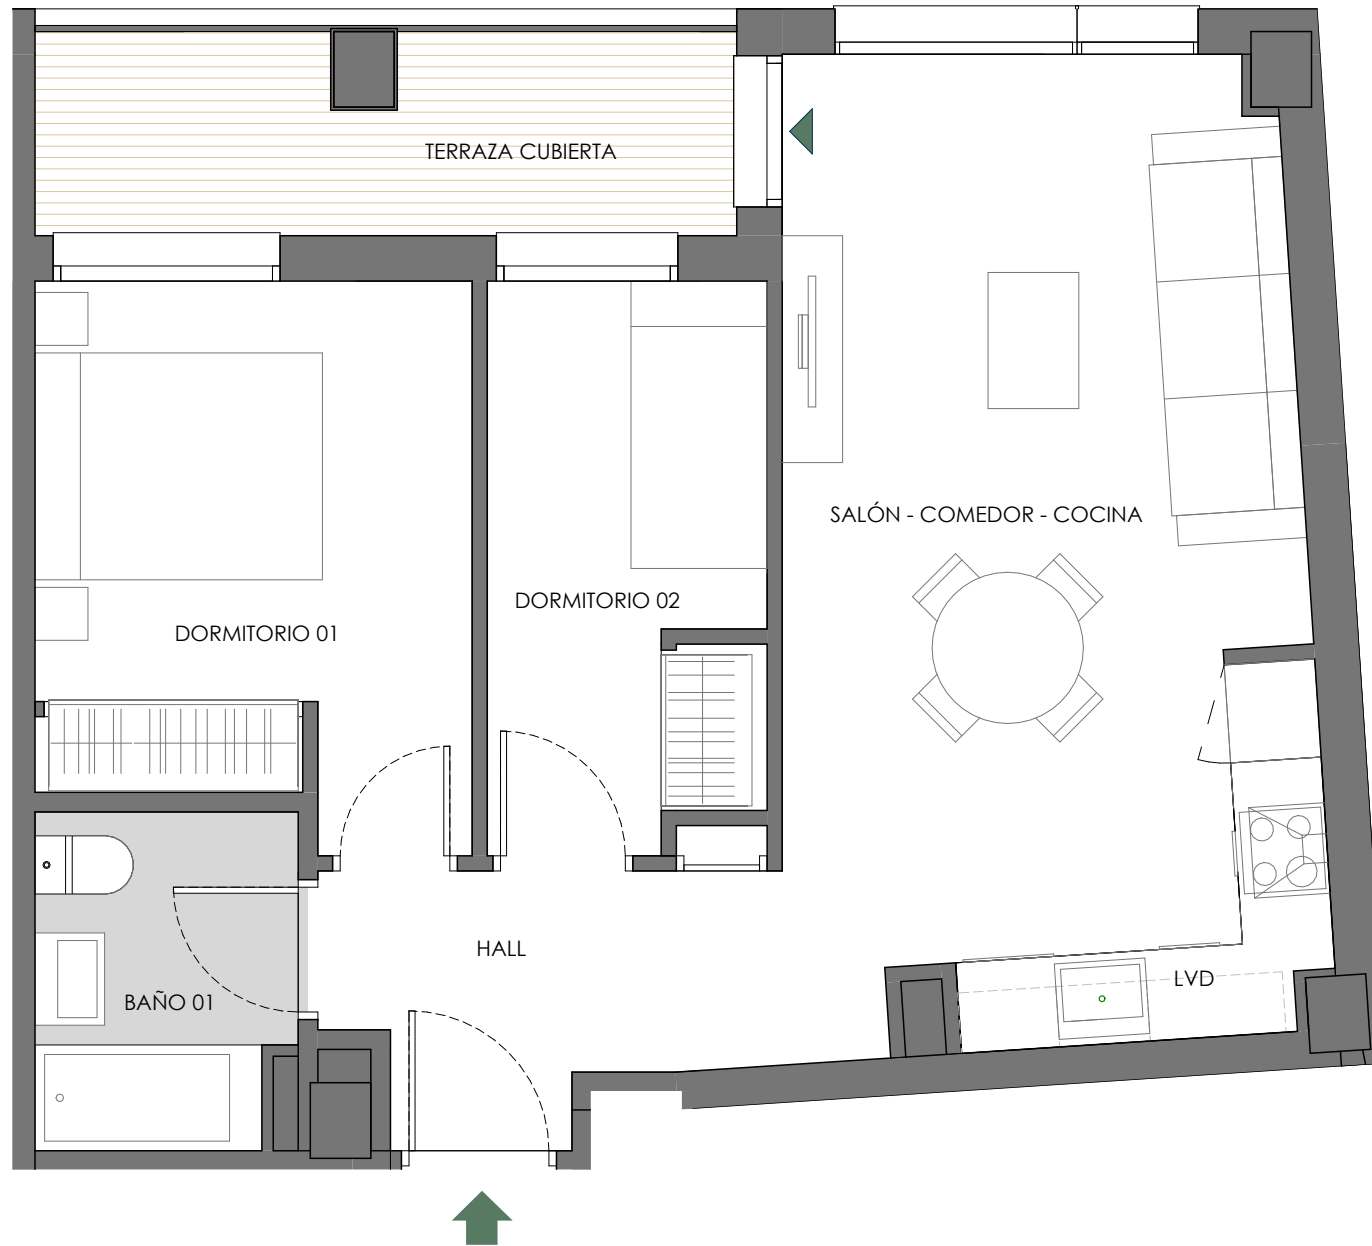 TERRAZA CUBIERTA
SALÓN - COMEDOR - COCINA
DORMITORIO 02
DORMITORIO 01
HALL
LVD
BAÑO 01